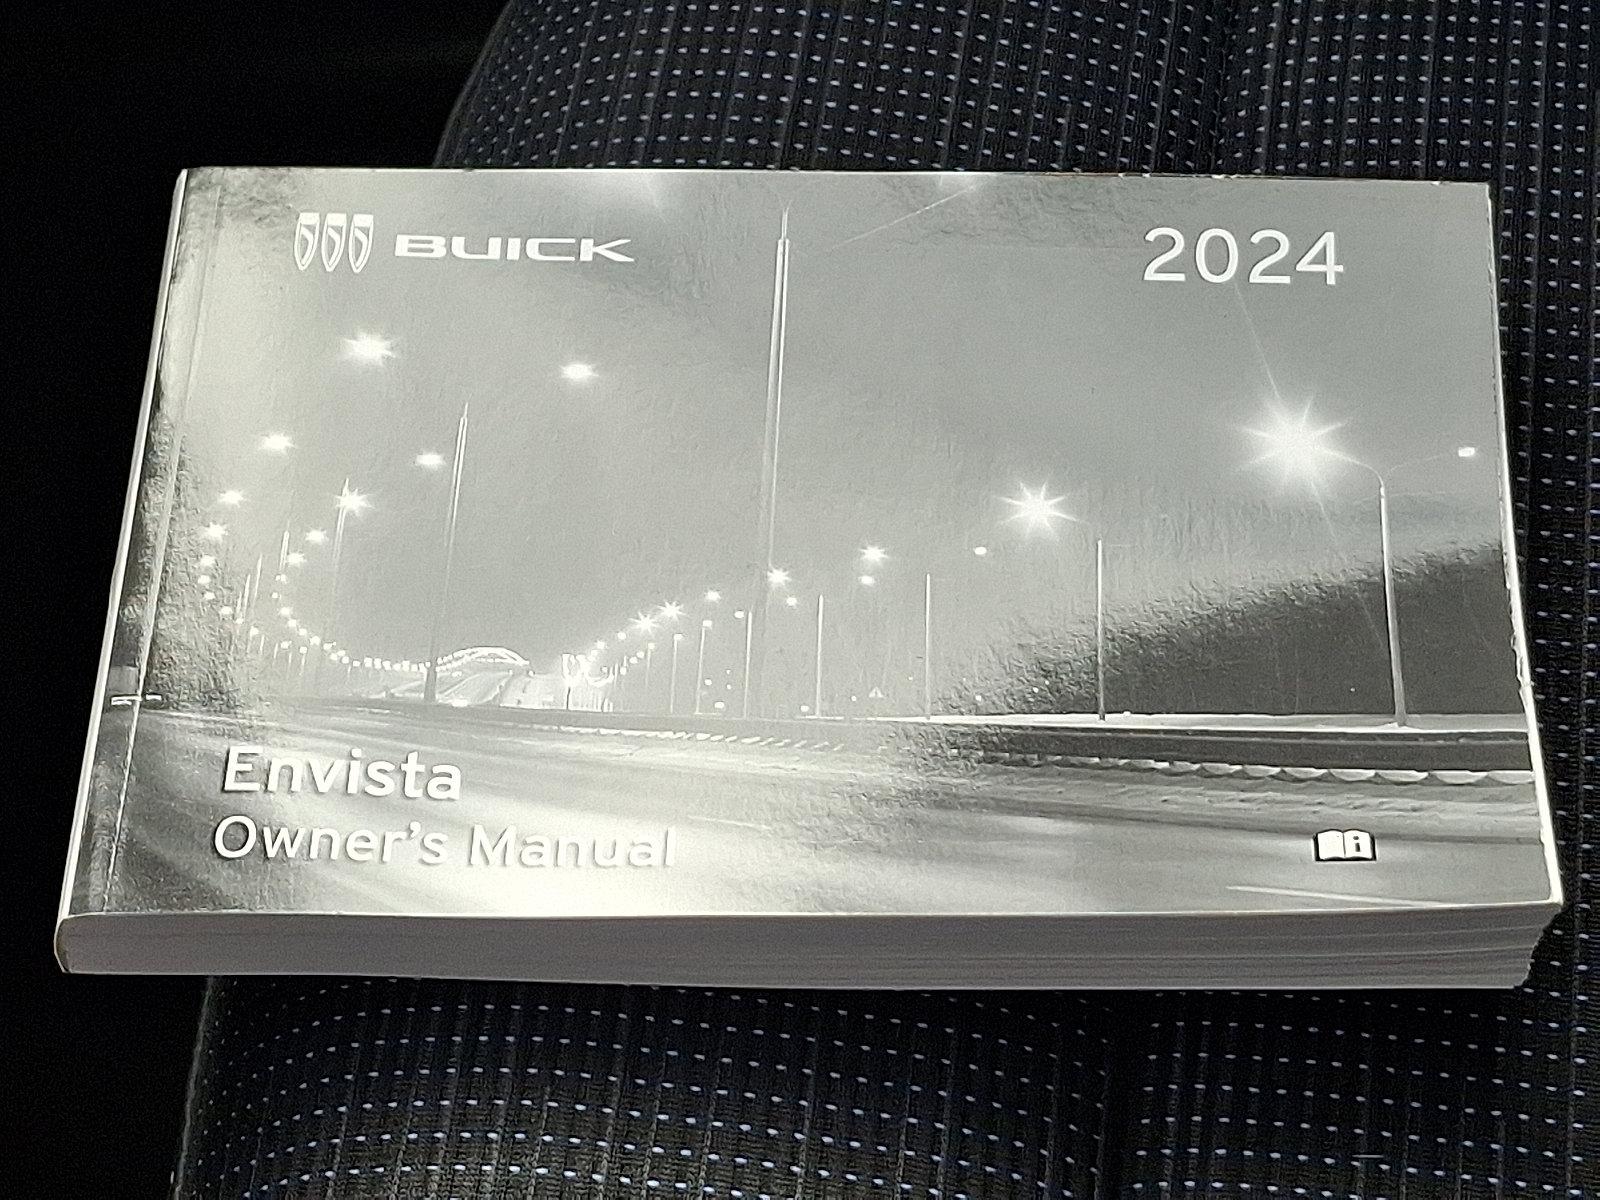 BUICK
2024
Envista
Owner's Manual